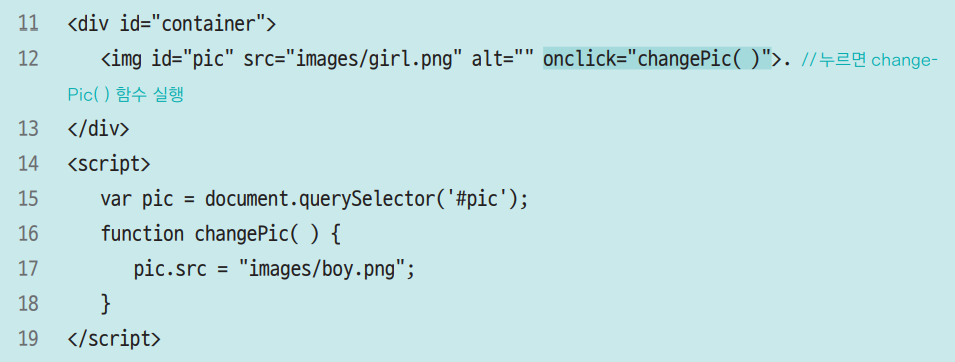 11 <div id="container">
12 <img id="pic" src="images/girl.png" alt="" onclick="changePic( )">. //누르면 change-
Pic( ) 함수 실행
13 </div>
14 <script>
15 var pic = document.querySelector('#pic');
16 function changePic( ) {
17 pic.src = "images/boy.png";
18 }
19 </script>